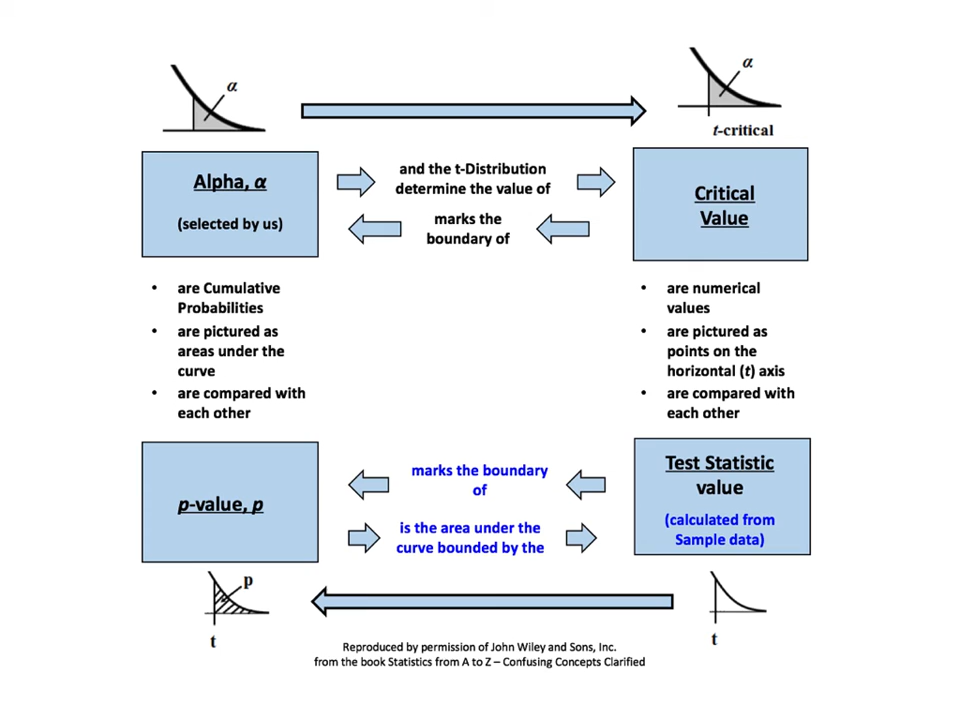 α
α
t-critical
Alpha, α
(selected by us)
and the t-Distribution
determine the value of
marks the
boundary of
Critical
Value
• are Cumulative
Probabilities
• are pictured as
areas under the
curve
• are compared with
each other
• are numerical
values
• are pictured as
points on the
horizontal (t) axis
• are compared with
each other
p-value, p
marks the boundary
of
is the area under the
curve bounded by the
Test Statistic
value
(calculated from
Sample data)
p
t
t
Reproduced by permission of John Wiley and Sons, Inc.
from the book Statistics from A to Z – Confusing Concepts Clarified